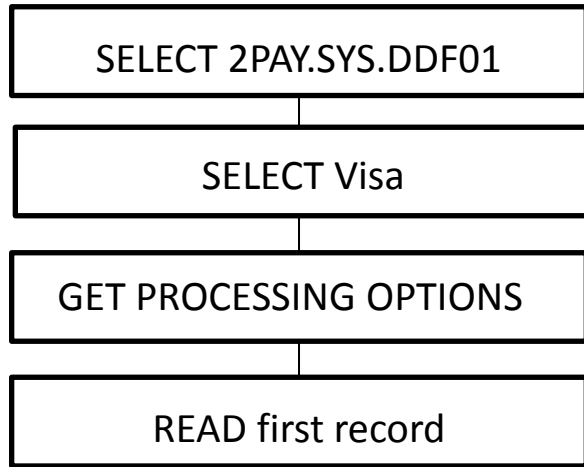 SELECT 2PAY.SYS.DDF01
SELECT Visa
GET PROCESSING OPTIONS
READ first record